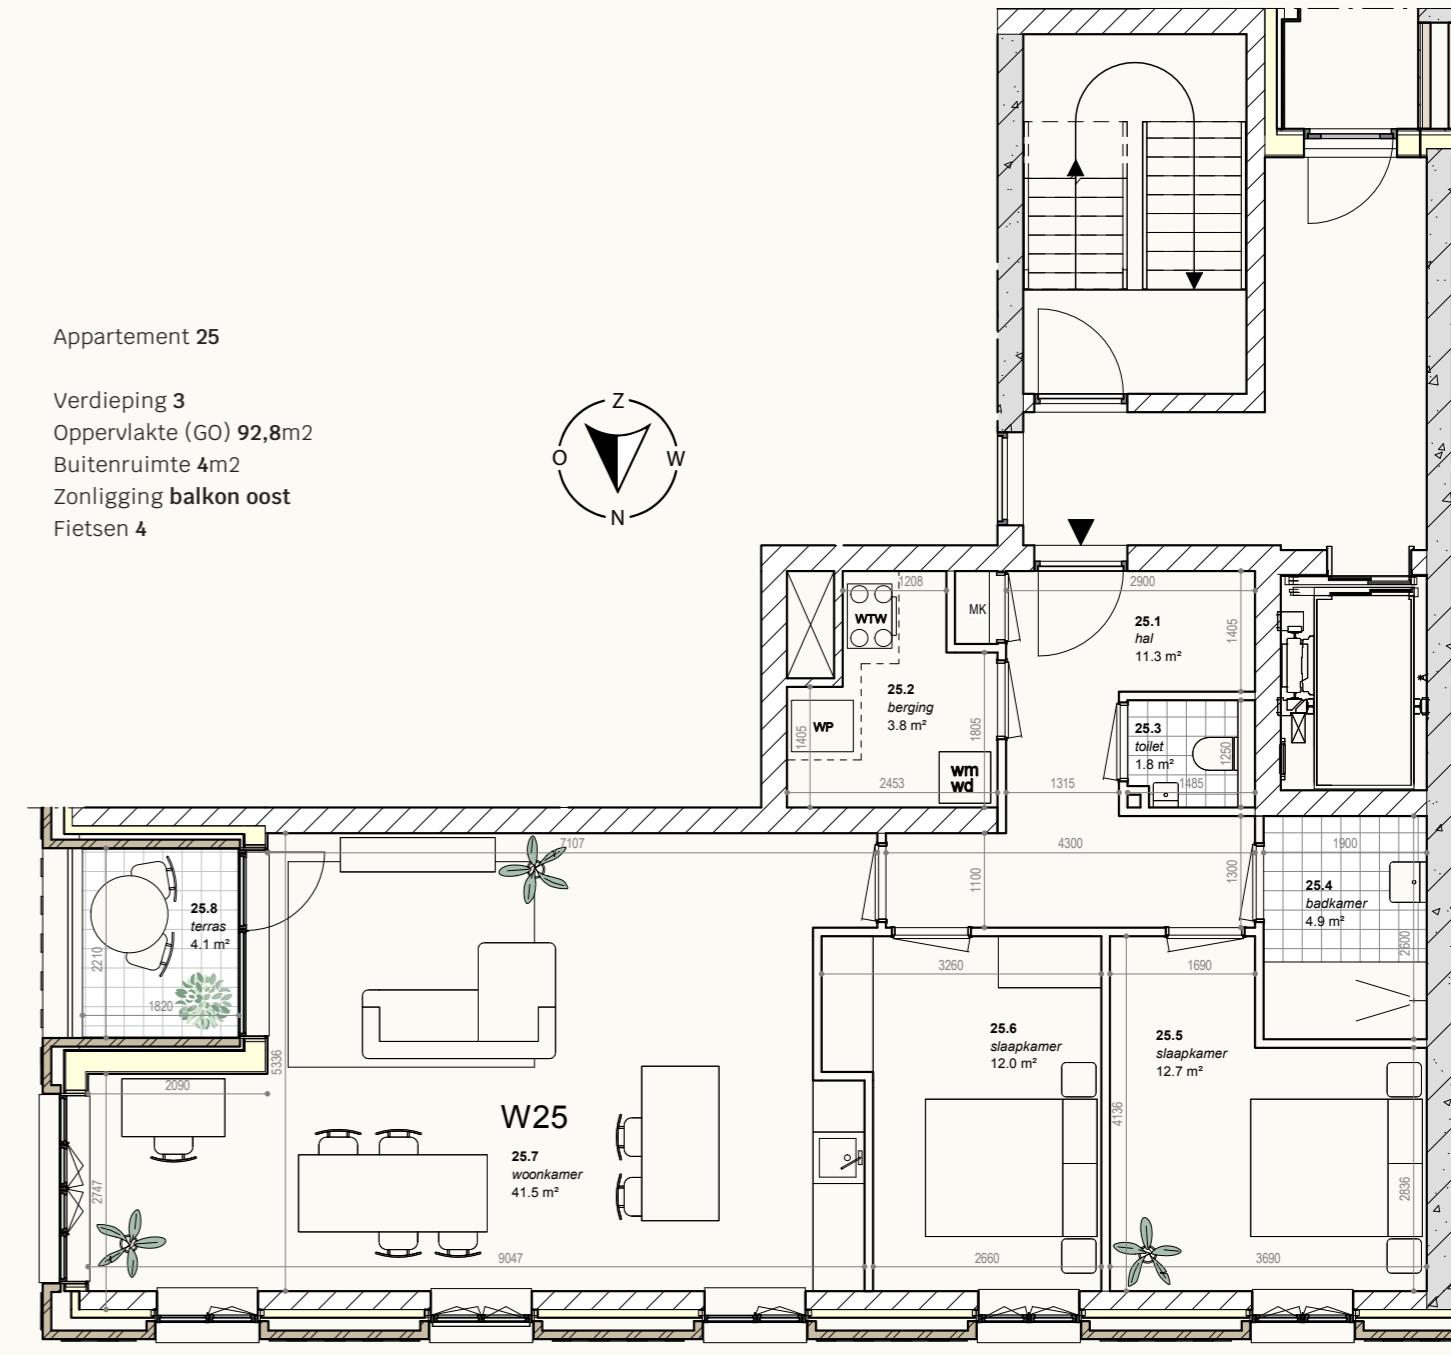 Appartement 25
Verdieping 3
Oppervlakte (GO) 92,8m2
Buitenruimte 4m2
Zonligging balkon oost
Fietsen 4
Z
O
W
N
1208
2900
WTW
MK
25.1
hal
11.3 m²
1405
25.2
berging
3.8 m²
WP
1405
1805
25.3
toilet
1.8 m²
1250
wm
wd
2453
1315
1485
7107
4300
1900
1100
1300
25.4
badkamer
4.9 m²
2600
25.8
terras
4.1 m²
2210
1820
3260
1690
25.6
slaapkamer
12.0 m²
25.5
slaapkamer
12.7 m²
5336
2090
4136
W25
25.7
woonkamer
41.5 m²
2747
2836
9047
2660
3690